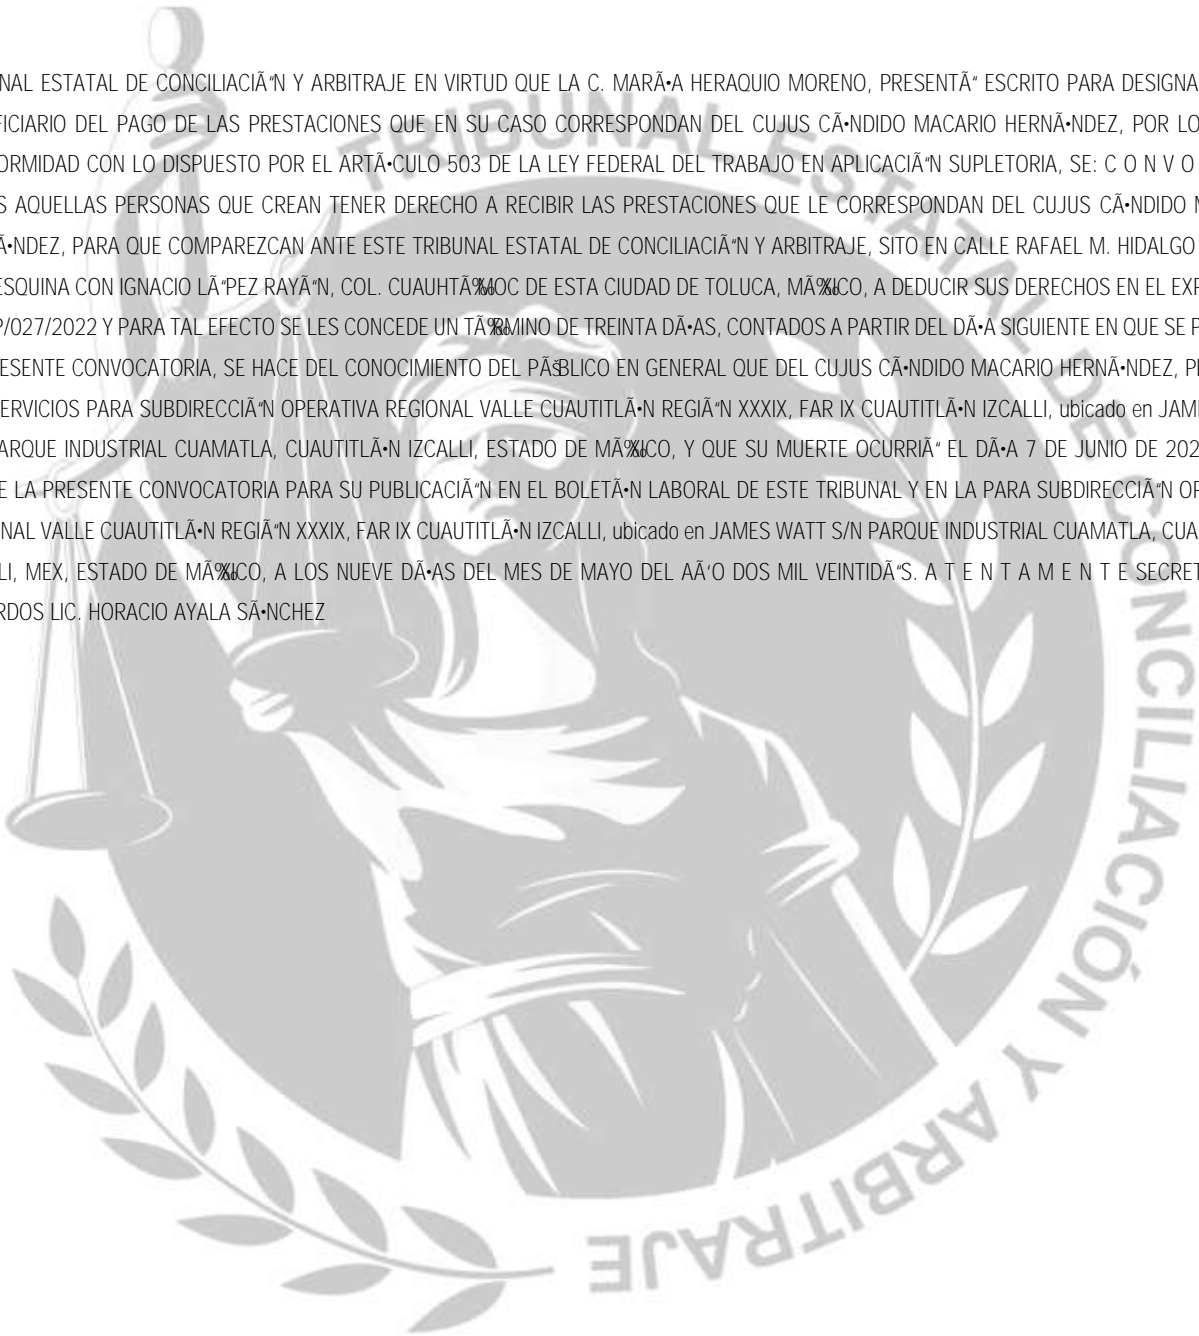 NAL ESTATAL DE CONCILIACIÃ“N Y ARBITRAJE EN VIRTUD QUE LA C. MARÃ•A HERAQUIO MORENO, PRESENTÃ“ ESCRITO PARA DESIGNA
FICIARIO DEL PAGO DE LAS PRESTACIONES QUE EN SU CASO CORRESPONDAN DEL CUJUS CÃ•NDIDO MACARIO HERNÃ•NDEZ, POR LO
ORMIDAD CON LO DISPUESTO POR EL ARTÃ•CULO 503 DE LA LEY FEDERAL DEL TRABAJO EN APLICACIÃ“N SUPLETORIA, SE: C O N V O
S AQUELLAS PERSONAS QUE CREAN TENER DERECHO A RECIBIR LAS PRESTACIONES QUE LE CORRESPONDAN DEL CUJUS CÃ•NDIDO M
Ã•NDEZ, PARA QUE COMPAREZCAN ANTE ESTE TRIBUNAL ESTATAL DE CONCILIACIÃ“N Y ARBITRAJE, SITO EN CALLE RAFAEL M. HIDALGO
ESQUINA CON IGNACIO LÃ“PEZ RAYÃ“N, COL. CUAUHTÃ‰MOC DE ESTA CIUDAD DE TOLUCA, MÃ‰XICO, A DEDUCIR SUS DERECHOS EN EL EXP
P/027/2022 Y PARA TAL EFECTO SE LES CONCEDE UN TÃ‰RMINO DE TREINTA DÃ•AS, CONTADOS A PARTIR DEL DÃ•A SIGUIENTE EN QUE SE P
ESENTE CONVOCATORIA, SE HACE DEL CONOCIMIENTO DEL PÃšBLICO EN GENERAL QUE DEL CUJUS CÃ•NDIDO MACARIO HERNÃ•NDEZ, P
ERVICIOS PARA SUBDIRECCIÃ“N OPERATIVA REGIONAL VALLE CUAUTITLÃ•N REGIÃ“N XXXIX, FAR IX CUAUTITLÃ•N IZCALLI, ubicado en JAM
ARQUE INDUSTRIAL CUAMATLA, CUAUTITLÃ•N IZCALLI, ESTADO DE MÃ‰XICO, Y QUE SU MUERTE OCURRIÃ“ EL DÃ•A 7 DE JUNIO DE 202
E LA PRESENTE CONVOCATORIA PARA SU PUBLICACIÃ“N EN EL BOLETÃ•N LABORAL DE ESTE TRIBUNAL Y EN LA PARA SUBDIRECCIÃ“N OP
NAL VALLE CUAUTITLÃ•N REGIÃ“N XXXIX, FAR IX CUAUTITLÃ•N IZCALLI, ubicado en JAMES WATT S/N PARQUE INDUSTRIAL CUAMATLA, CUA
LI, MEX, ESTADO DE MÃ‰XICO, A LOS NUEVE DÃ•AS DEL MES DE MAYO DEL AÃ‘O DOS MIL VEINTIDÃ“S. A T E N T A M E N T E SECRET
RDOS LIC. HORACIO AYALA SÃ•NCHEZ
TRIBUNAL ESTATAL DE CONCILIACIÓN Y ARBITRAJE